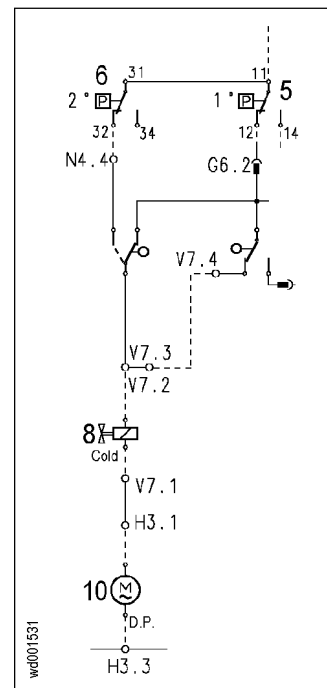 6 31 11 5
2° P 1° P
32 34 12 14
N4.4 G6.2
V7.4
V7.3
V7.2
8
Cold
V7.1
H3.1
10 M
D.P.
H3.3
wd001531